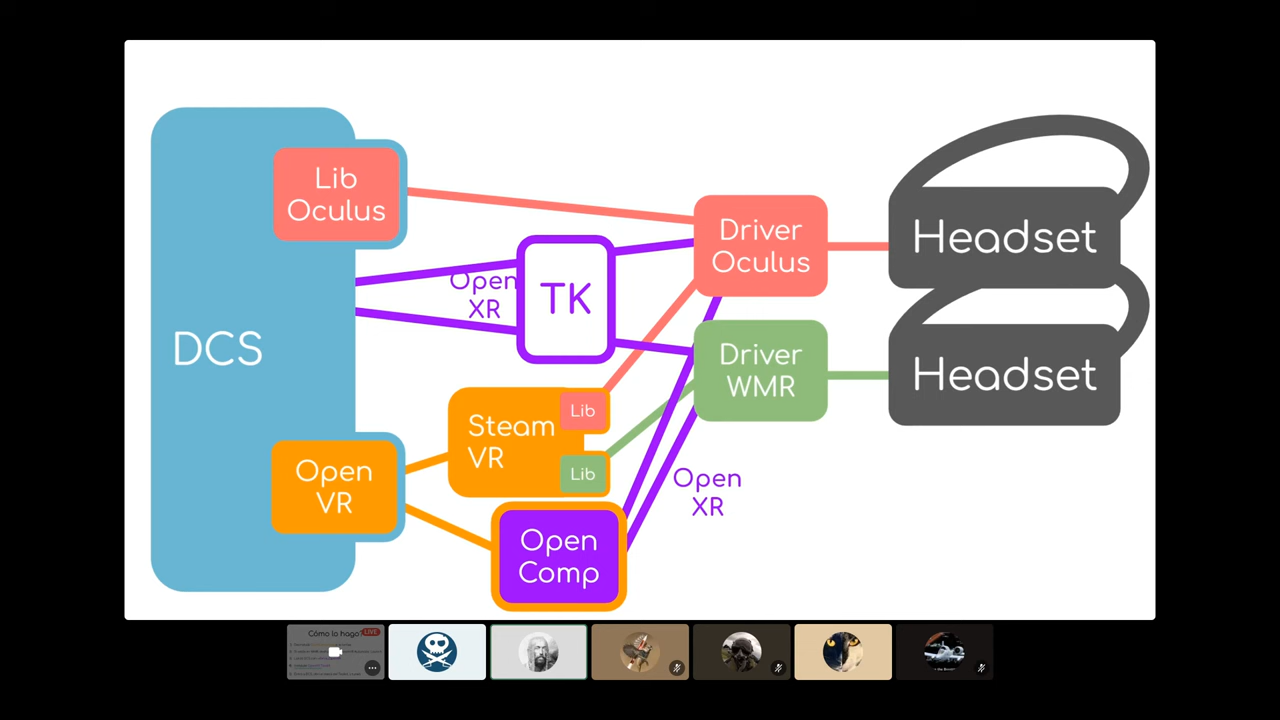 Lib
Oculus
DCS
Open
XR
TK
Driver
Oculus
Headset
Driver
WMR
Headset
Steam
VR
Lib
Lib
Open
VR
Open
Comp
Open
XR
Cómo lo hago?
LIVE